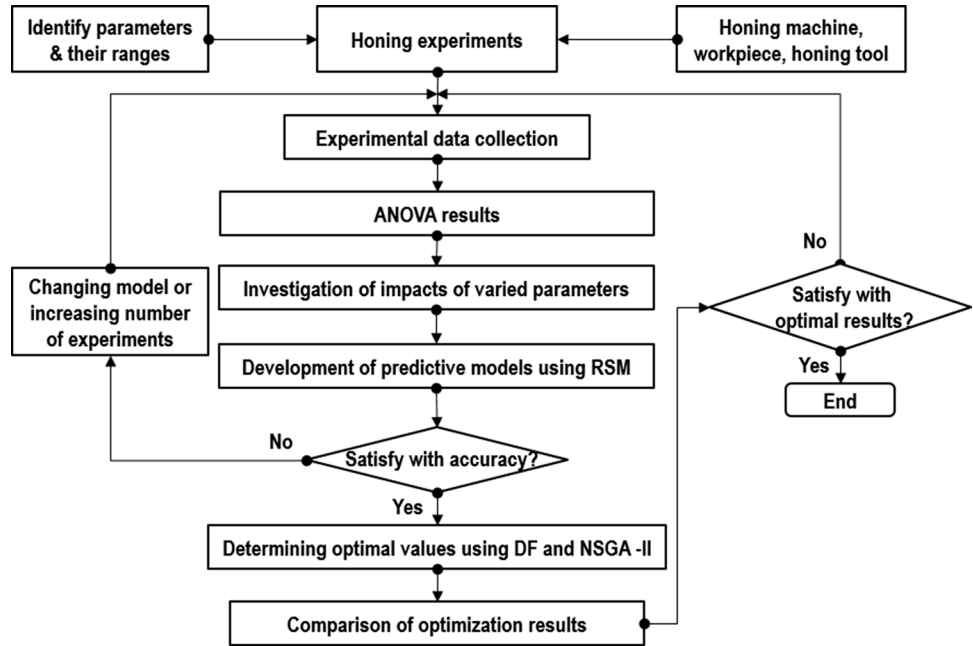 Identify parameters
& their ranges
Honing experiments
Honing machine,
workpiece, honing tool
Experimental data collection
ANOVA results
Investigation of impacts of varied parameters
Development of predictive models using RSM
Changing model or
increasing number
of experiments
No
Satisfy with accuracy?
Yes
Determining optimal values using DF and NSGA -II
Comparison of optimization results
No
Satisfy with
optimal results?
Yes
End